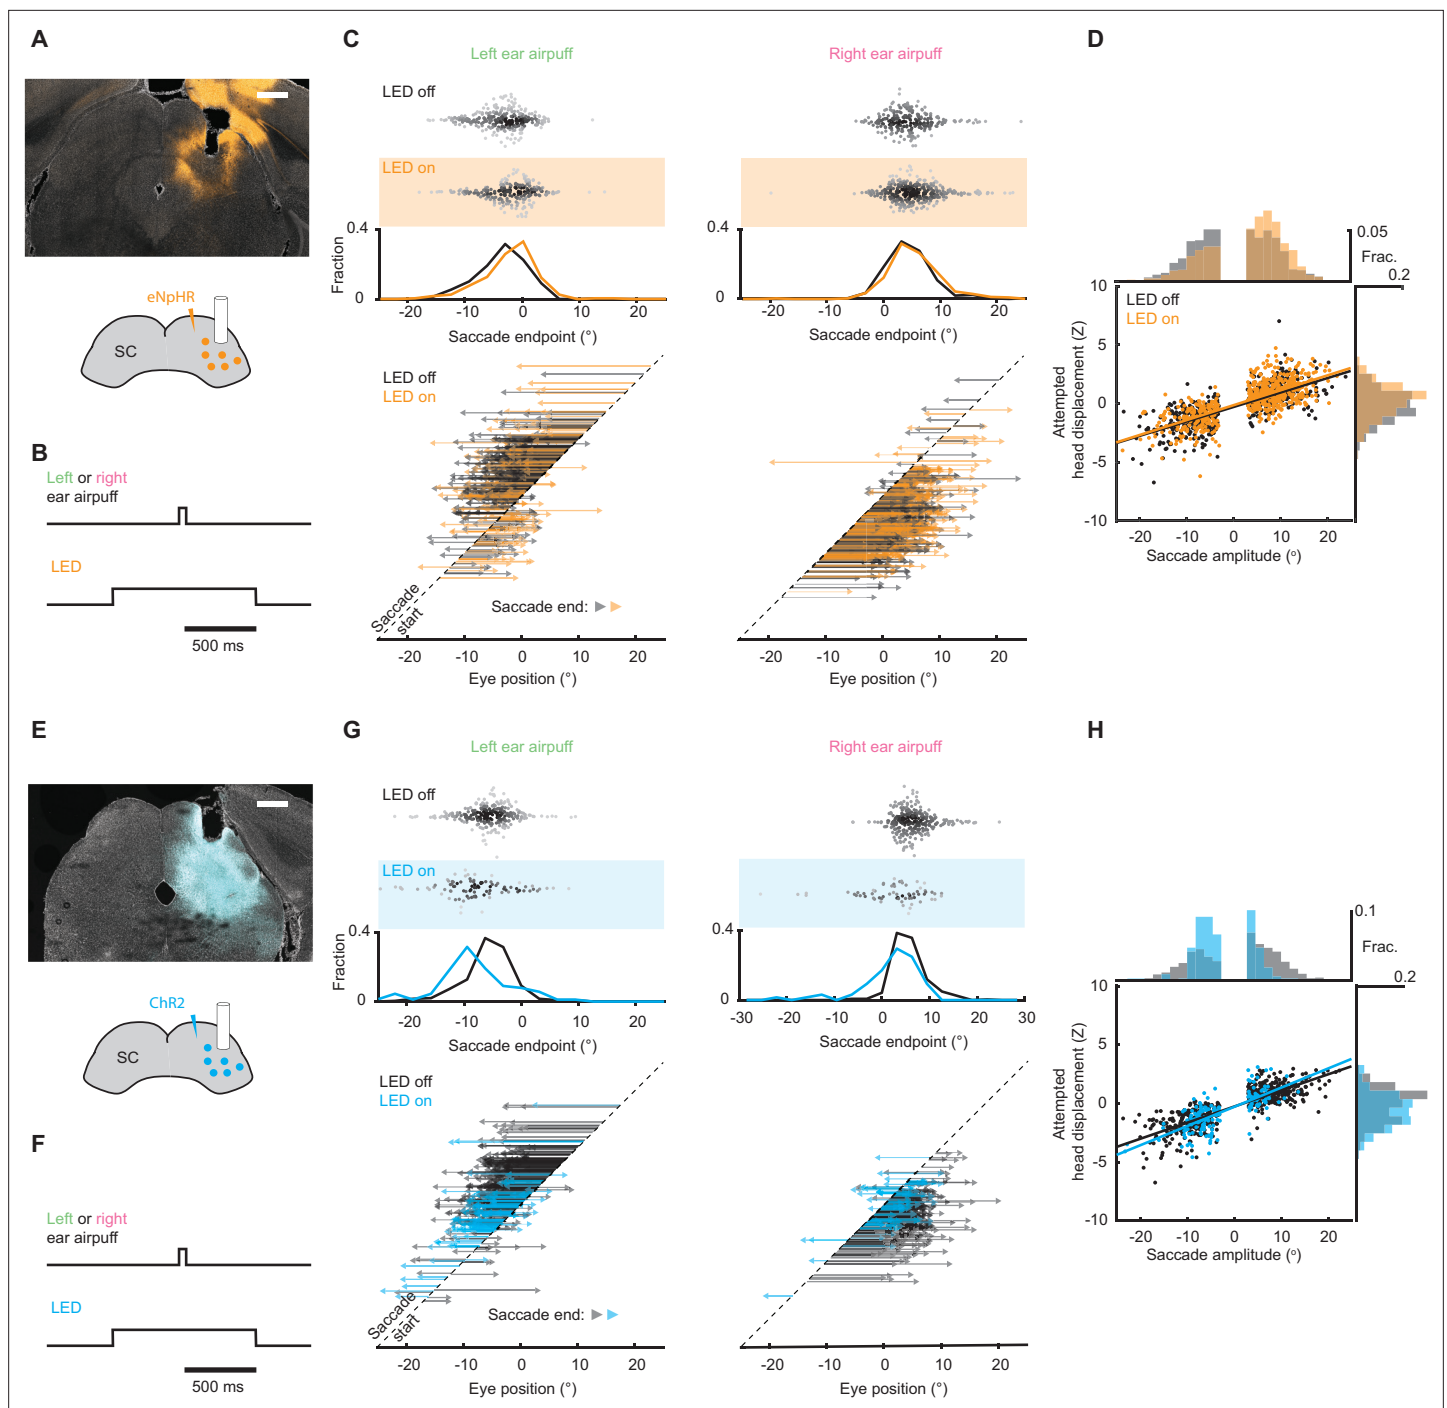 A
eNpHR
SC
B
Left or right
ear airpuff
LED
500 ms
C
Left ear airpuff
Right ear airpuff
LED off
LED on
0.4
Fraction
0
-20 -10 0 10 20
Saccade endpoint (°)
0.4
0
-20 -10 0 10 20
Saccade endpoint (°)
LED off
LED on
Saccade
start
Saccade end:
-20 -10 0 10 20
Eye position (°)
-20 -10 0 10 20
Eye position (°)
D
0.05
Frac.
0.2
LED off
LED on
10
5
0
-5
-10
Attempted
head displacement (Z)
-20 -10 0 10 20
Saccade amplitude (°)
E
ChR2
SC
F
Left or right
ear airpuff
LED
500 ms
G
Left ear airpuff
Right ear airpuff
LED off
LED on
0.4
Fraction
0
-20 -10 0 10 20
Saccade endpoint (°)
0.4
0
-30 -20 -10 0 10 20 30
Saccade endpoint (°)
LED off
LED on
Saccade
start
Saccade end:
-20 -10 0 10 20
Eye position (°)
-20 -10 0 10 20
Eye position (°)
H
0.1
Frac.
0.2
10
5
0
-5
-10
Attempted
head displacement (Z)
-20 -10 0 10 20
Saccade amplitude (°)